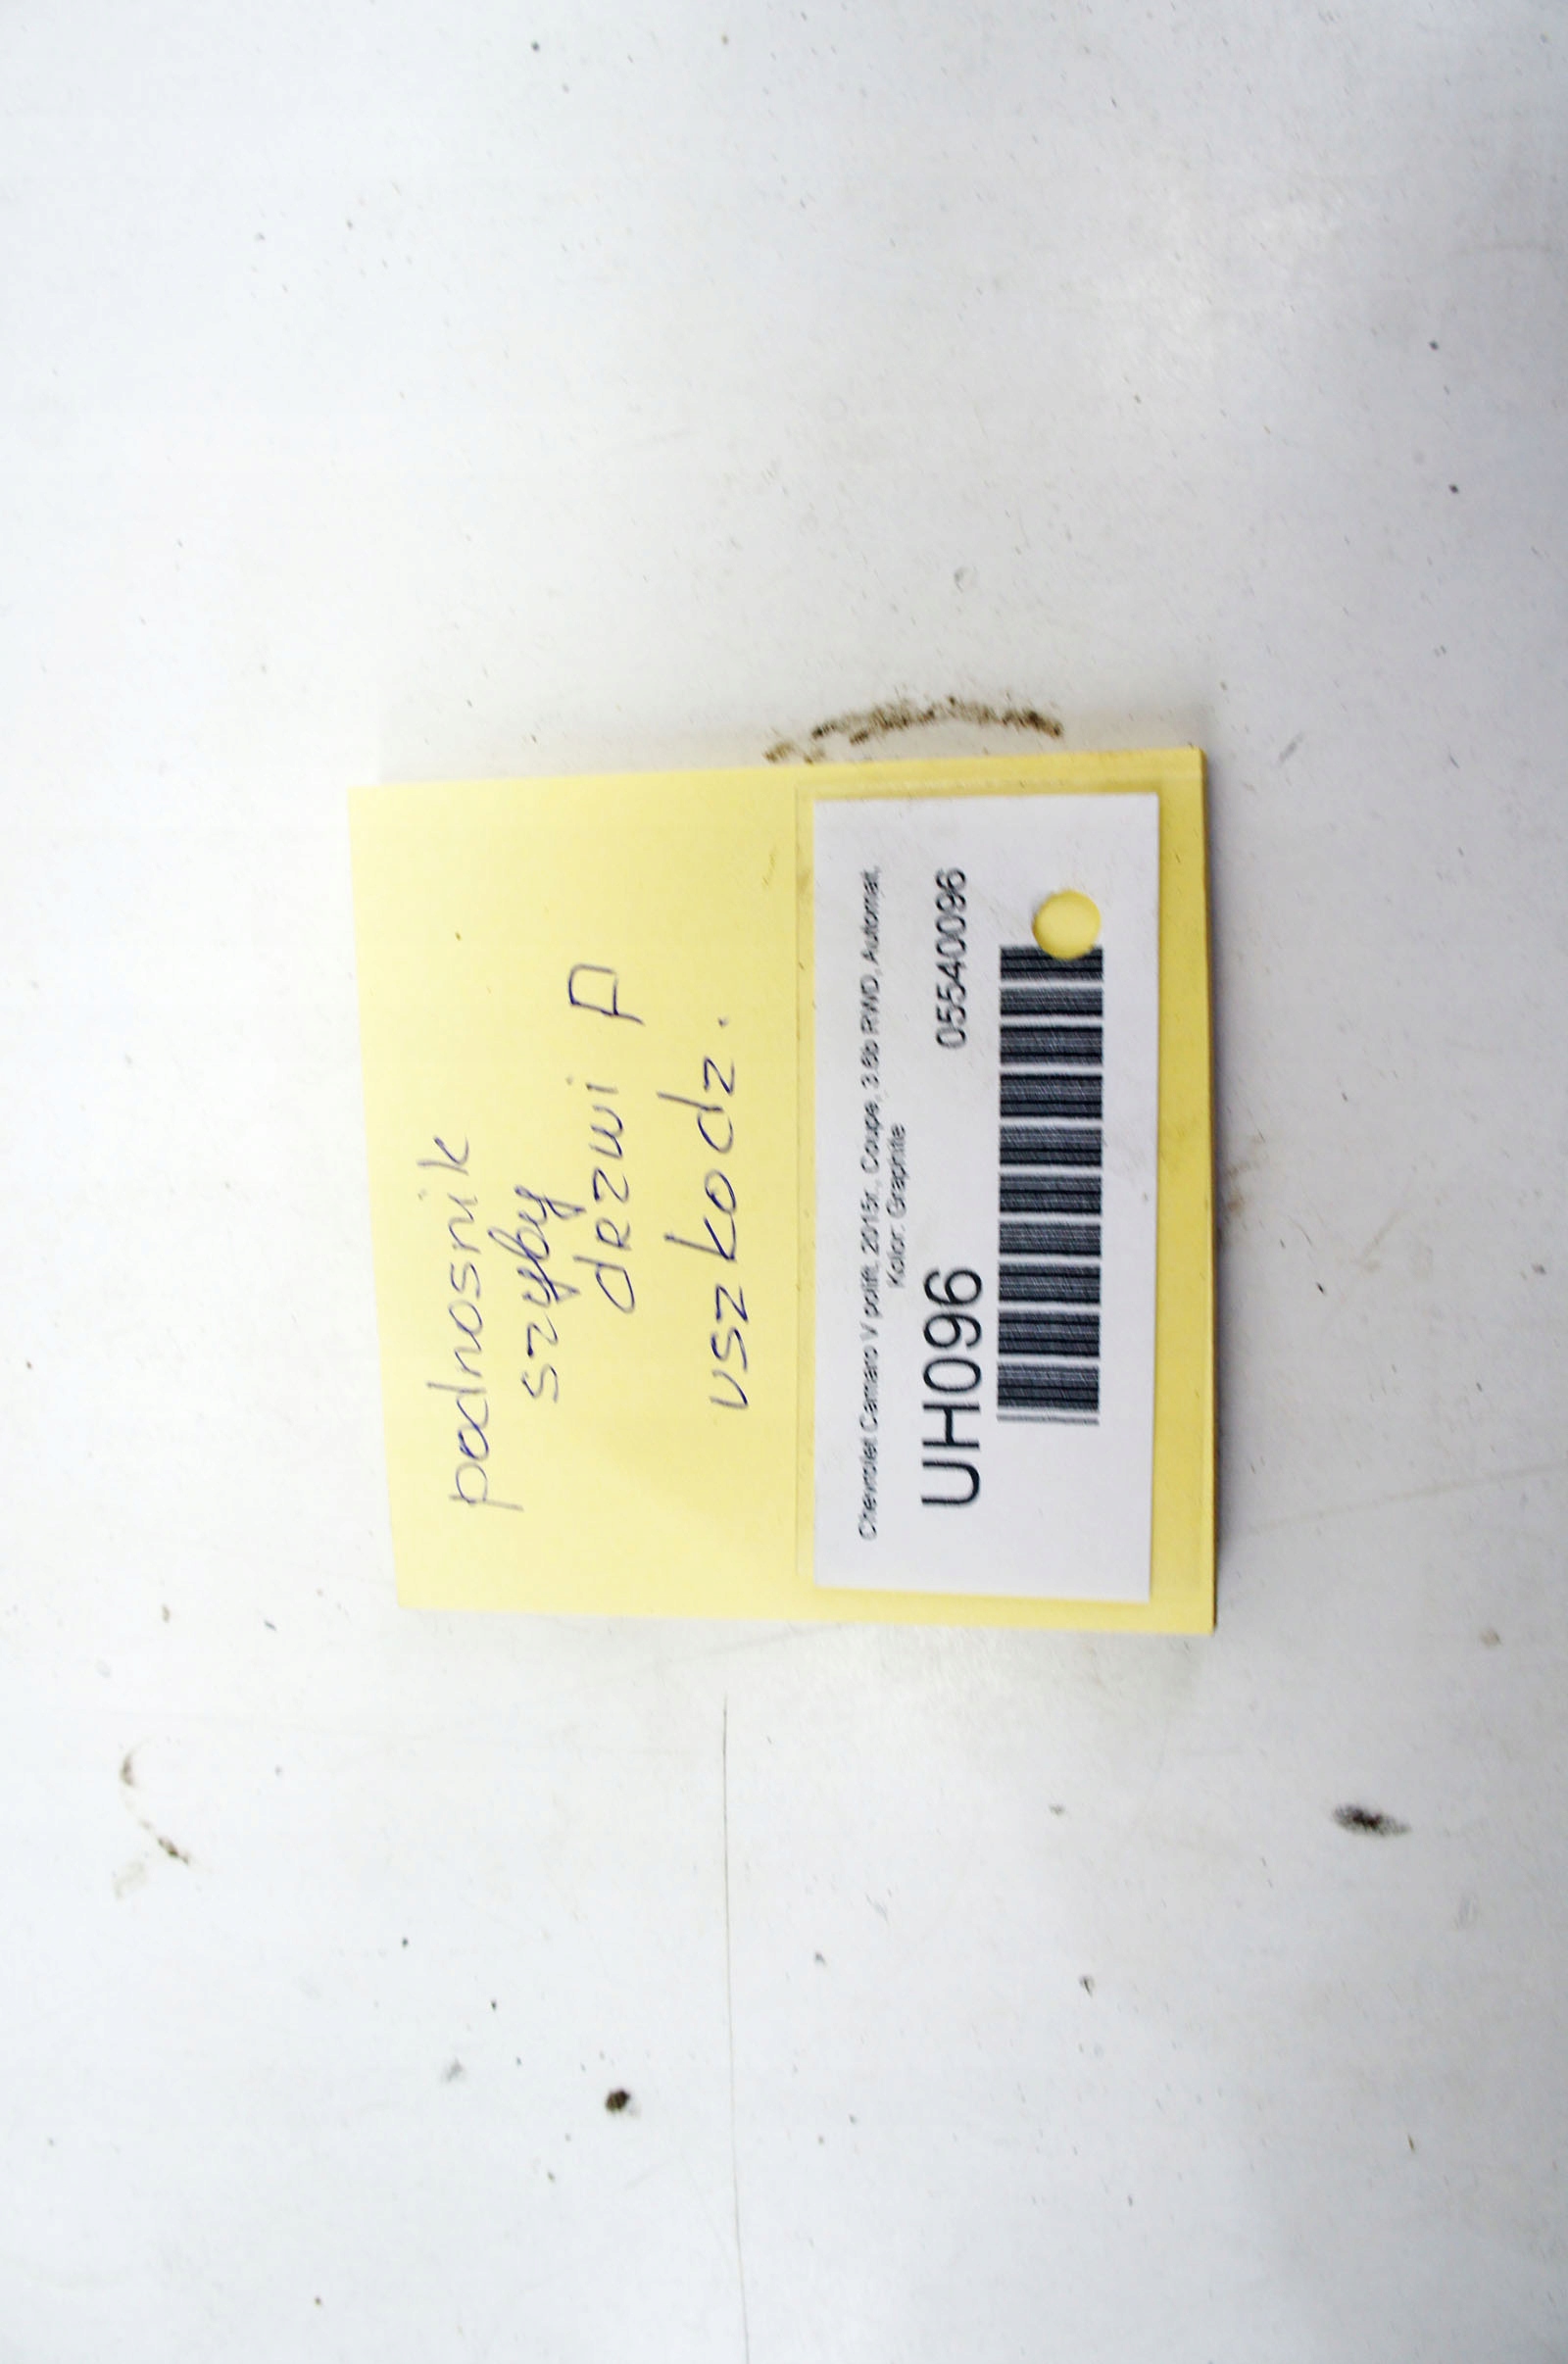 podnosnik
szyby
drzwi P
uszkodz.
Chevrolet Camaro V polift, 2015r., Coupe, 3.6b RWD, Automat,
Kolor: Graphite
UH096 05540096